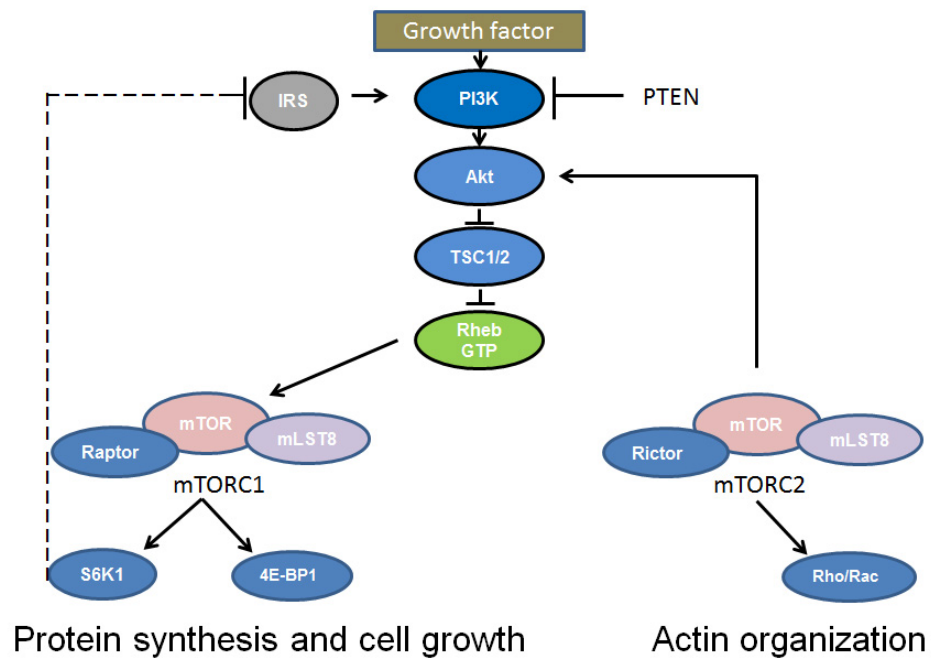 Growth factor
IRS
PI3K
PTEN
Akt
TSC1/2
Rheb
GTP
mTOR
mLST8
Raptor
mTORC1
mTOR
mLST8
Rictor
mTORC2
S6K1
4E-BP1
Rho/Rac
Protein synthesis and cell growth
Actin organization